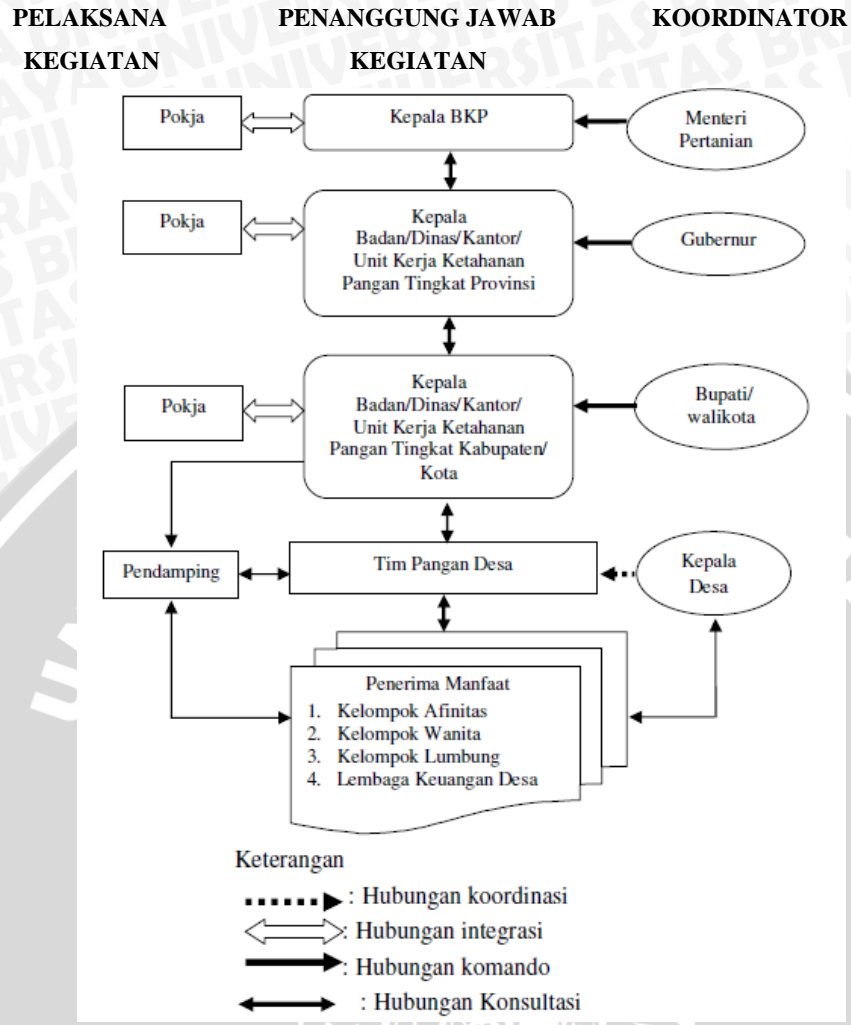 PELAKSANA
KEGIATAN
PENANGGUNG JAWAB
KEGIATAN
KOORDINATOR
Pokja
Kepala BKP
Menteri
Pertanian
Pokja
Kepala
Badan/Dinas/Kantor/
Unit Kerja Ketahanan
Pangan Tingkat Provinsi
Gubernur
Pokja
Kepala
Badan/Dinas/Kantor/
Unit Kerja Ketahanan
Pangan Tingkat Kabupaten/
Kota
Bupati/
walikota
Pendamping
Tim Pangan Desa
Kepala
Desa
Penerima Manfaat
1. Kelompok Afinitas
2. Kelompok Wanita
3. Kelompok Lumbung
4. Lembaga Keuangan Desa
Keterangan
: Hubungan koordinasi
: Hubungan integrasi
: Hubungan komando
: Hubungan Konsultasi